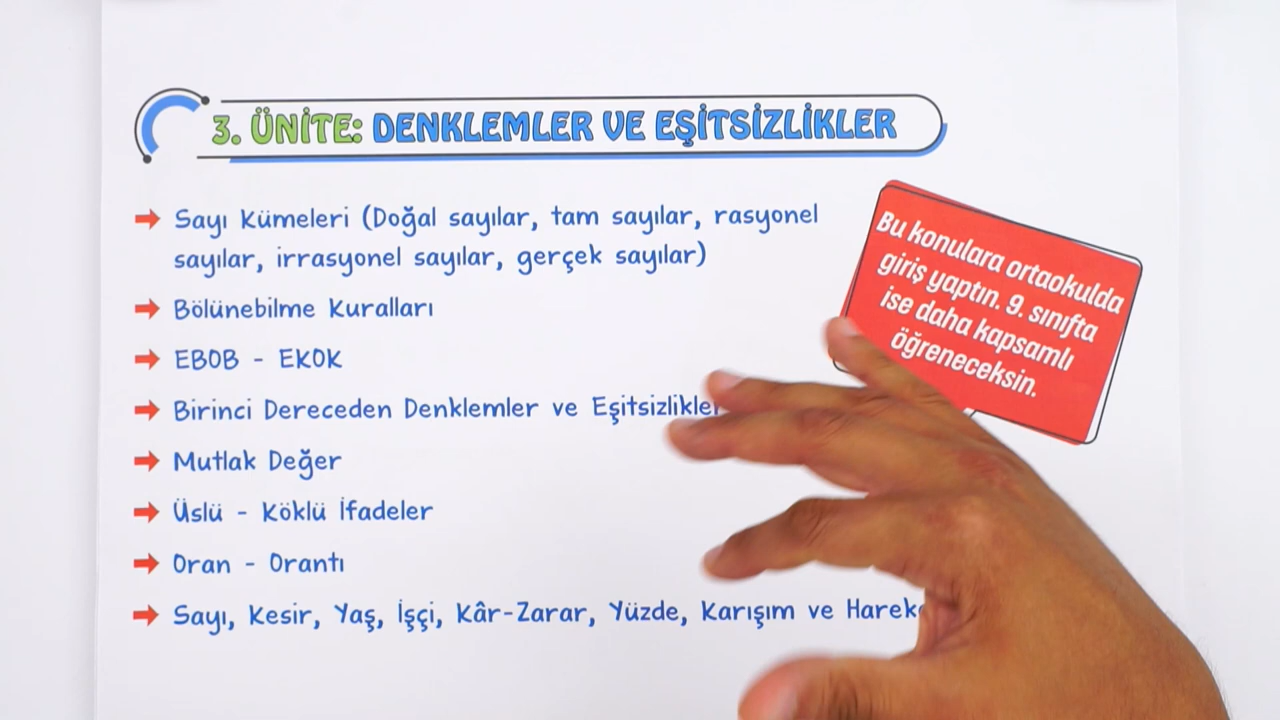 3. ÜNİTE: DENKLEMLER VE EŞİTSİZLİKLER
Sayı Kümeleri (Doğal sayılar, tam sayılar, rasyonel
sayılar, irrasyonel sayılar, gerçek sayılar)
Bölünebilme Kuralları
EBOB - EKOK
Birinci Dereceden Denklemler ve Eşitsizlikler
Mutlak Değer
Üslü - Köklü İfadeler
Oran - Orantı
Sayı, Kesir, Yaş, İşçi, Kâr-Zarar, Yüzde, Karışım ve
Bu konulara ortaokulda
giriş yaptın. 9. sınıfta
ise daha kapsamlı
öğreneceksin.